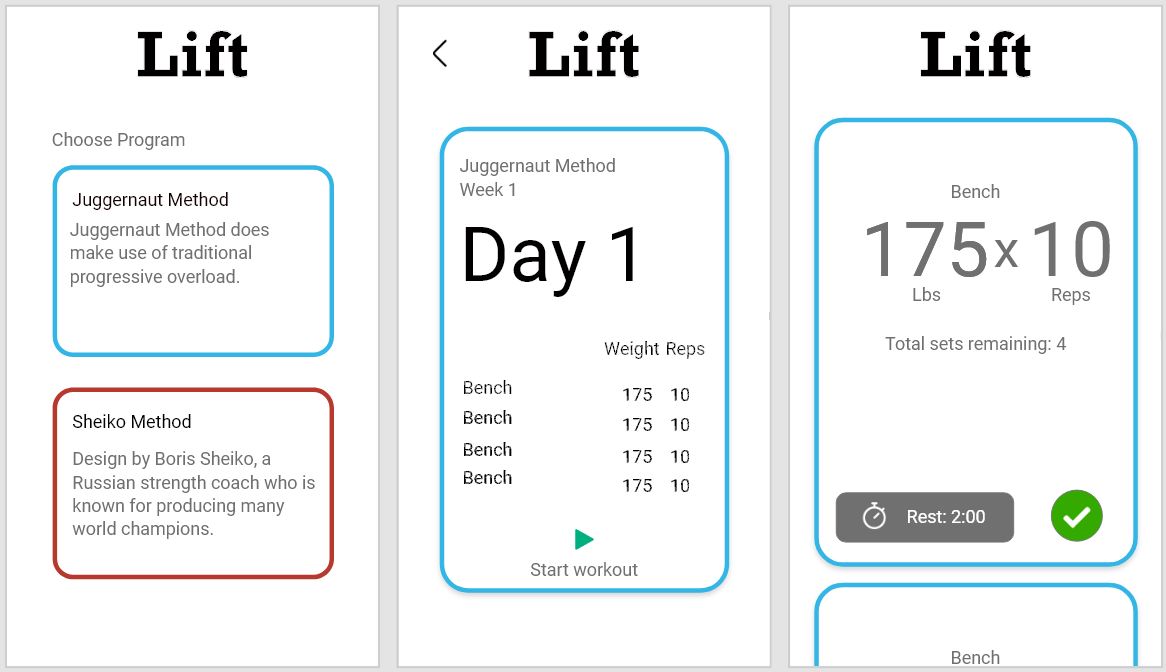 Lift
Choose Program
Juggernaut Method
Juggernaut Method does
make use of traditional
progressive overload.
Sheiko Method
Design by Boris Sheiko, a
Russian strength coach who is
known for producing many
world champions.
Lift
Juggernaut Method
Week 1
Day 1
Weight Reps
Bench 175 10
Bench 175 10
Bench 175 10
Bench 175 10
Start workout
Lift
Bench
175 x 10
Lbs Reps
Total sets remaining: 4
Rest: 2:00
Bench